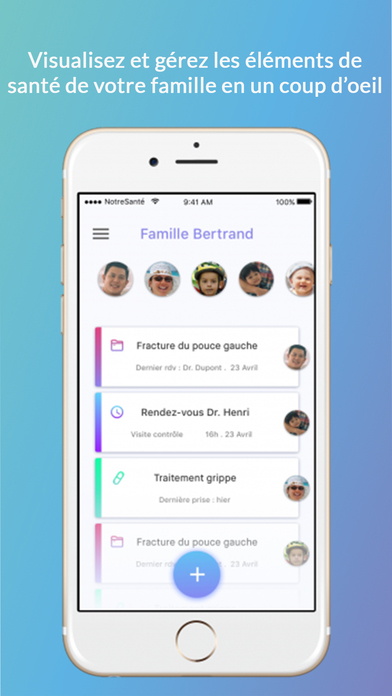 Visualisez et gérez les éléments de
santé de votre famille en un coup d’oeil
NotreSanté 9:41 AM 100%
Famille Bertrand
Fracture du pouce gauche
Dernier rdv : Dr. Dupont . 23 Avril
Rendez-vous Dr. Henri
Visite contrôle 16h . 23 Avril
Traitement grippe
Dernière prise : hier
Fracture du pouce gauche
Dernier rdv : Dr. Dupont . 23 Avril
+